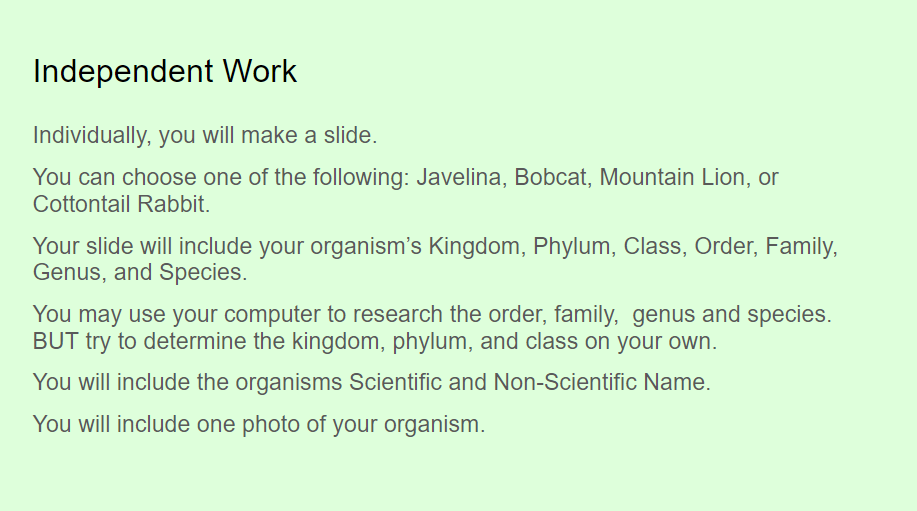 Independent Work
Individually, you will make a slide.
You can choose one of the following: Javelina, Bobcat, Mountain Lion, or
Cottontail Rabbit.
Your slide will include your organism’s Kingdom, Phylum, Class, Order, Family,
Genus, and Species.
You may use your computer to research the order, family,  genus and species.
BUT try to determine the kingdom, phylum, and class on your own.
You will include the organisms Scientific and Non-Scientific Name.
You will include one photo of your organism.